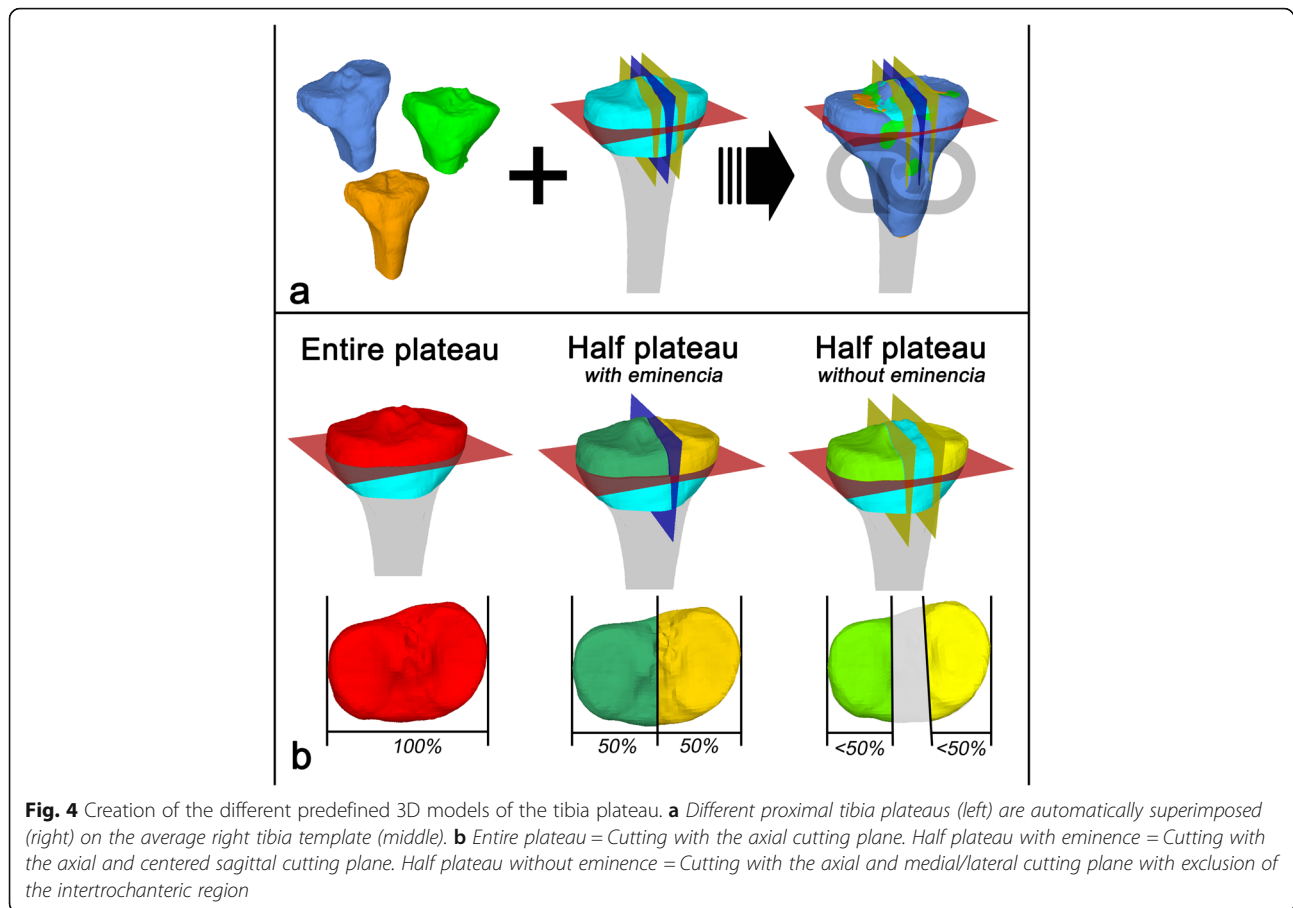 a
Entire plateau
Half plateau
with eminencia
Half plateau
without eminencia
100%
50%
50%
<50%
<50%
b
Fig. 4 Creation of the different predefined 3D models of the tibia plateau. a Different proximal tibia plateaus (left) are automatically superimposed
(right) on the average right tibia template (middle). b Entire plateau = Cutting with the axial cutting plane. Half plateau with eminence = Cutting with
the axial and centered sagittal cutting plane. Half plateau without eminence = Cutting with the axial and medial/lateral cutting plane with exclusion of
the intertrochanteric region